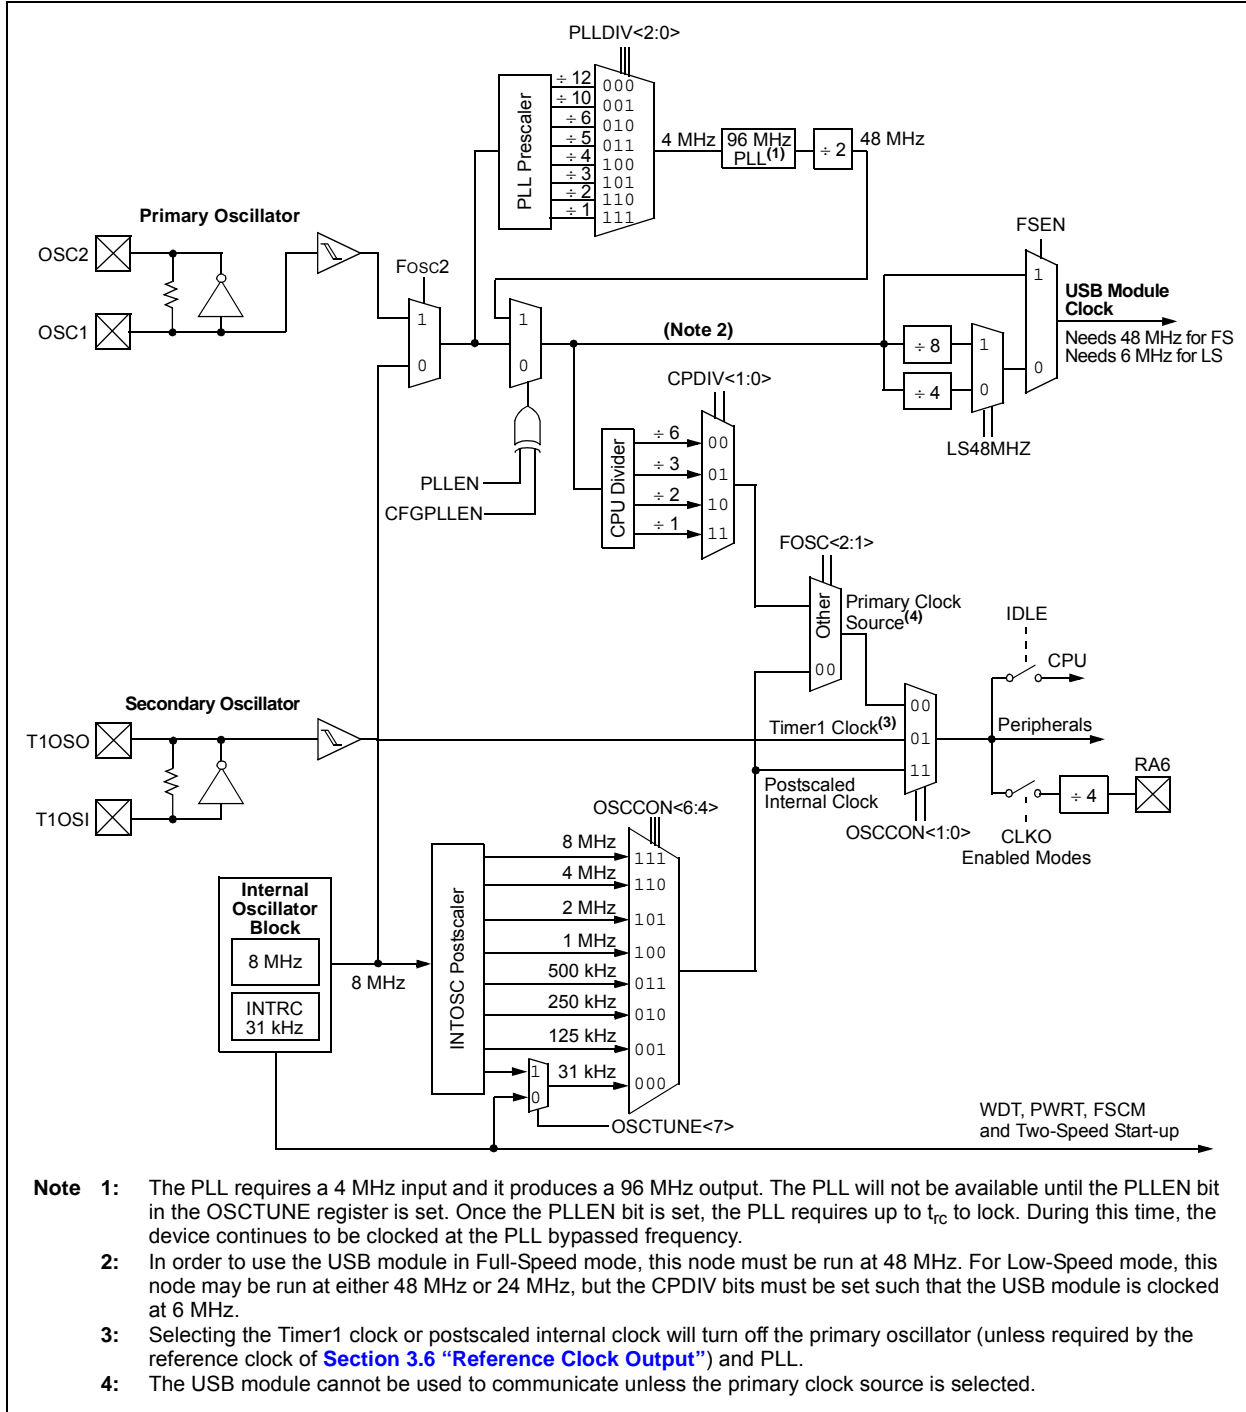 PLLDIV<2:0>
PLL Prescaler
÷ 12
÷ 10
÷ 6
÷ 5
÷ 4
÷ 3
÷ 2
÷ 1
000
001
010
011
100
101
110
111
4 MHz
96 MHz
PLL(1)
÷ 2
48 MHz
Primary Oscillator
OSC2
OSC1
FOSC2
1
0
1
0
PLLEN
CFGPLLEN
(Note 2)
FSEN
1
0
÷ 8
÷ 4
1
0
LS48MHZ
USB Module
Clock
Needs 48 MHz for FS
Needs 6 MHz for LS
CPDIV<1:0>
CPU Divider
÷ 6
÷ 3
÷ 2
÷ 1
00
01
10
11
FOSC<2:1>
Other
00
Primary Clock
Source(4)
IDLE
CPU
Peripherals
RA6
÷ 4
CLKO
Enabled Modes
Secondary Oscillator
T1OSO
T1OSI
Timer1 Clock(3)
Postscaled
Internal Clock
00
01
11
OSCCON<1:0>
OSCCON<6:4>
Internal
Oscillator
Block
8 MHz
INTRC
31 kHz
8 MHz
INTOSC Postscaler
8 MHz
4 MHz
2 MHz
1 MHz
500 kHz
250 kHz
125 kHz
31 kHz
111
110
101
100
011
010
001
000
1
0
OSCTUNE<7>
WDT, PWRT, FSCM
and Two-Speed Start-up
Note 1: The PLL requires a 4 MHz input and it produces a 96 MHz output. The PLL will not be available until the PLLEN bit
in the OSCTUNE register is set. Once the PLLEN bit is set, the PLL requires up to trc to lock. During this time, the
device continues to be clocked at the PLL bypassed frequency.
2: In order to use the USB module in Full-Speed mode, this node must be run at 48 MHz. For Low-Speed mode, this
node may be run at either 48 MHz or 24 MHz, but the CPDIV bits must be set such that the USB module is clocked
at 6 MHz.
3: Selecting the Timer1 clock or postscaled internal clock will turn off the primary oscillator (unless required by the
reference clock of Section 3.6 “Reference Clock Output”) and PLL.
4: The USB module cannot be used to communicate unless the primary clock source is selected.